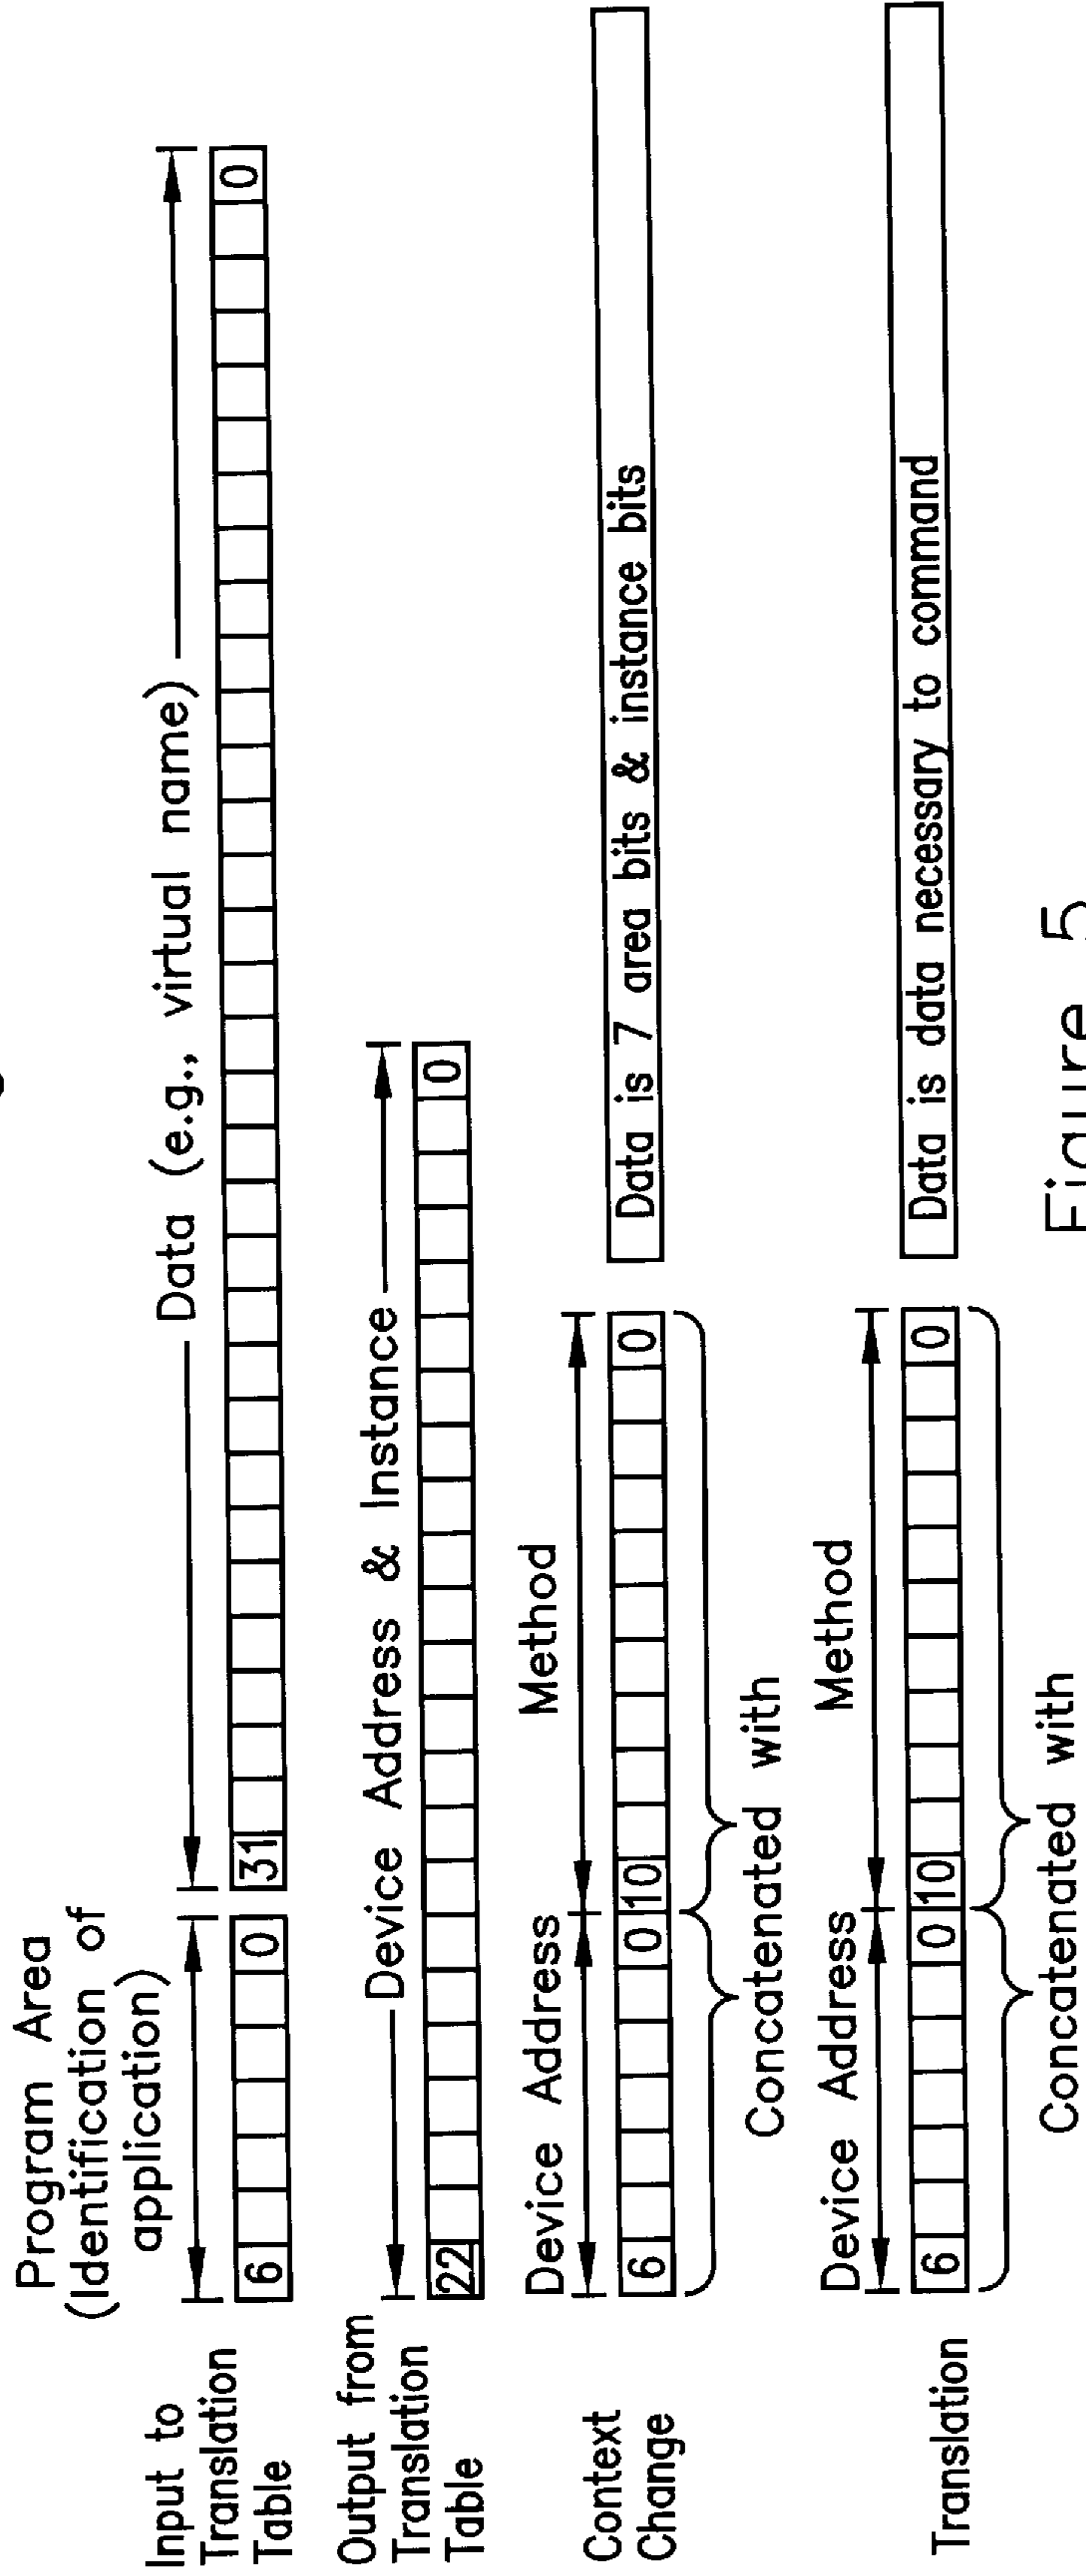 Program Area
(Identification of
application)
Data (e.g., virtual name)
Input to
Translation
Table
6 0
31 0
Device Address & Instance
Output from
Translation
Table
22 0
Device Address
Method
Context
Change
6 0 10 0
Data is 7 area bits & instance bits
Concatenated with
Device Address
Method
Translation
6 0 10 0
Data is data necessary to command
Concatenated with
Figure 5